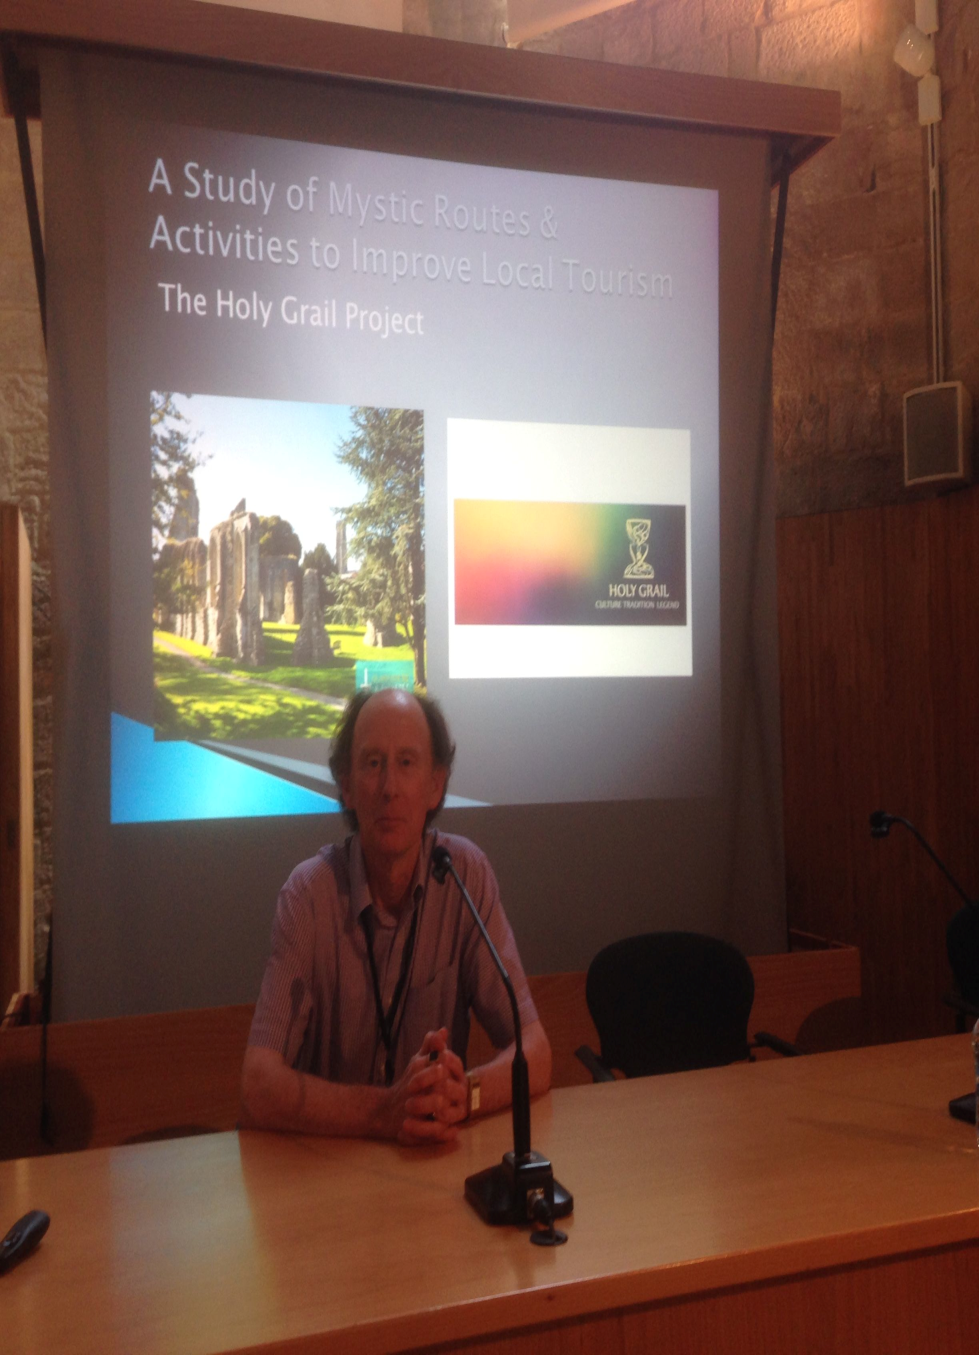 A Study of Mystic Routes &
Activities to Improve Local Tourism
The Holy Grail Project
HOLY GRAIL
CULTURE TRADITION LEGEND